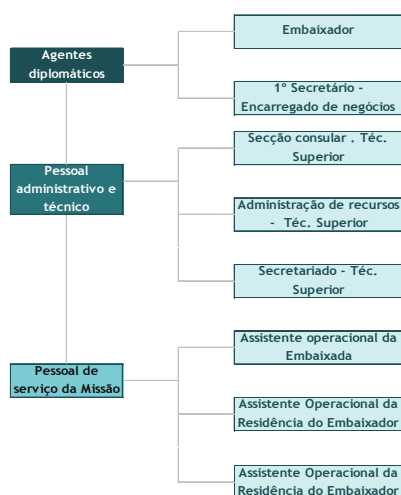 Embaixador
Agentes
diplomáticos
1º Secretário -
Encarregado de negócios
Secção consular . Téc.
Superior
Pessoal
administrativo e
técnico
Administração de recursos
- Téc. Superior
Secretariado - Téc.
Superior
Assistente operacional da
Embaixada
Pessoal de
serviço da Missão
Assistente Operacional da
Residência do Embaixador
Assistente Operacional da
Residência do Embaixador